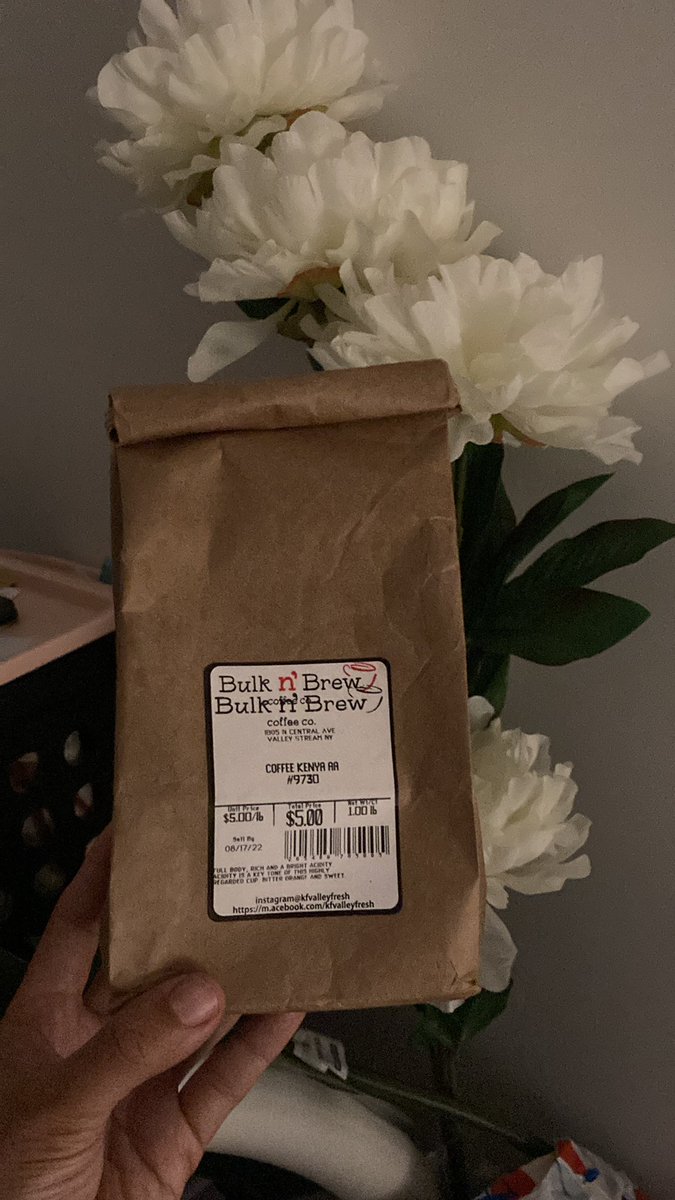 Bulk n' Brew
Bulk n' Brew
coffee co.
1905 N CENTRAL AVE
VALLEY STREAM NY
COFFEE KENYA AA
#9730
Unit Price Total Price Net Wt/Ct
$5.00/lb $5.00 1.00 lb
Sell By
08/17/22
FULL BODY, RICH AND A BRIGHT ACIDITY
ACIDITY IS A KEY TONE OF THIS HIGHLY
REGARDED CUP. BITTER ORANGE AND SWEET.
instagram@kfvalleyfresh
https://m.acebook.com/kfvalleyfresh